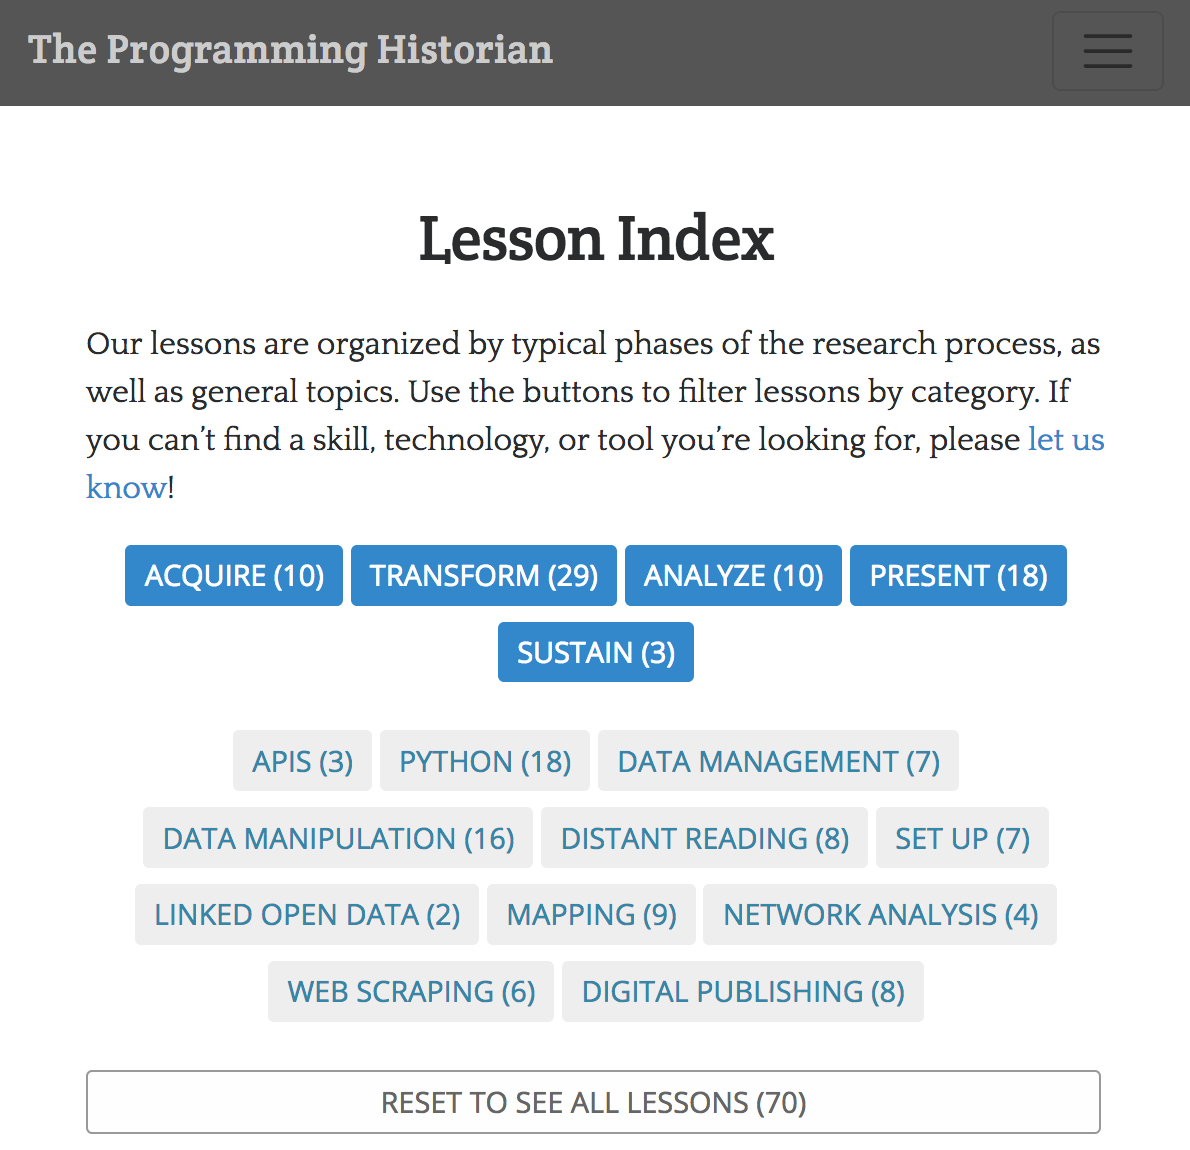 The Programming Historian
Lesson Index
Our lessons are organized by typical phases of the research process, as
well as general topics. Use the buttons to filter lessons by category. If
you can’t find a skill, technology, or tool you’re looking for, please let us
know!
ACQUIRE (10) TRANSFORM (29) ANALYZE (10) PRESENT (18)
SUSTAIN (3)
APIS (3) PYTHON (18) DATA MANAGEMENT (7)
DATA MANIPULATION (16) DISTANT READING (8) SET UP (7)
LINKED OPEN DATA (2) MAPPING (9) NETWORK ANALYSIS (4)
WEB SCRAPING (6) DIGITAL PUBLISHING (8)
RESET TO SEE ALL LESSONS (70)